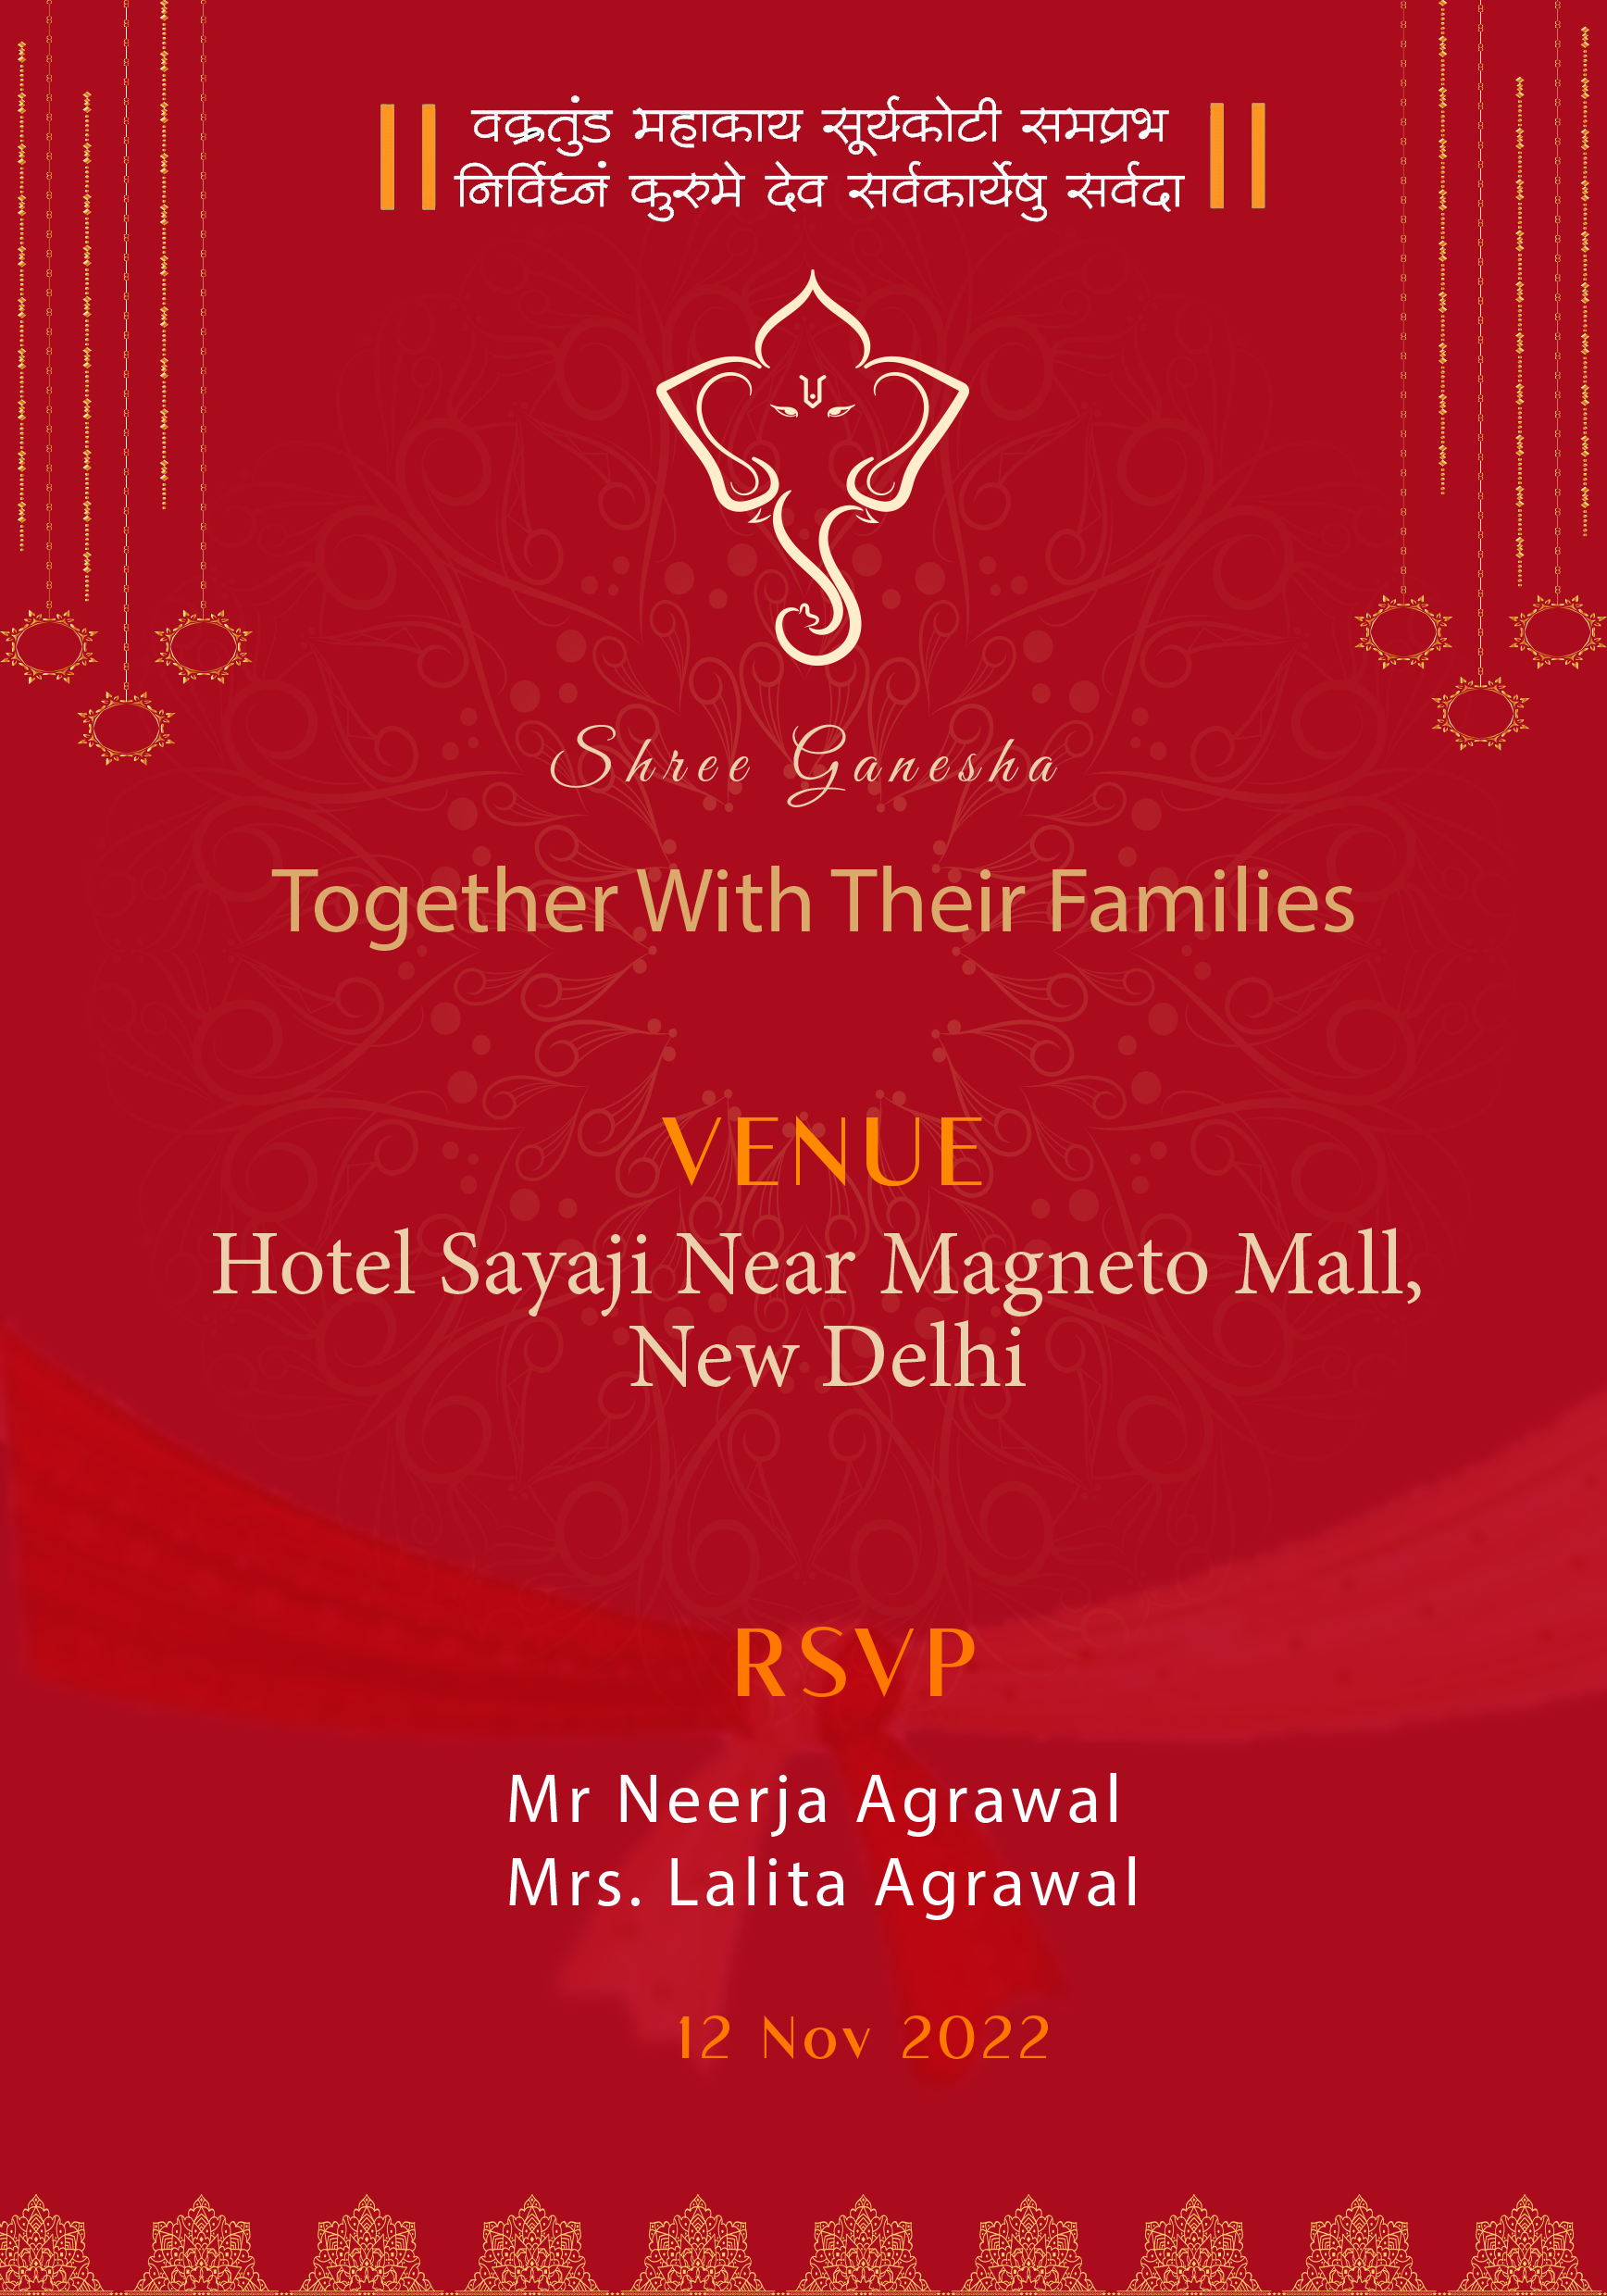 वक्रतुंड महाकाय सूर्यकोटी समप्रभ
निर्विघ्नं कुरुमे देव सर्वकार्येषु सर्वदा
Shree Ganesha
Together With Their Families
VENUE
Hotel Sayaji Near Magneto Mall,
New Delhi
RSVP
Mr Neerja Agrawal
Mrs. Lalita Agrawal
12 Nov 2022